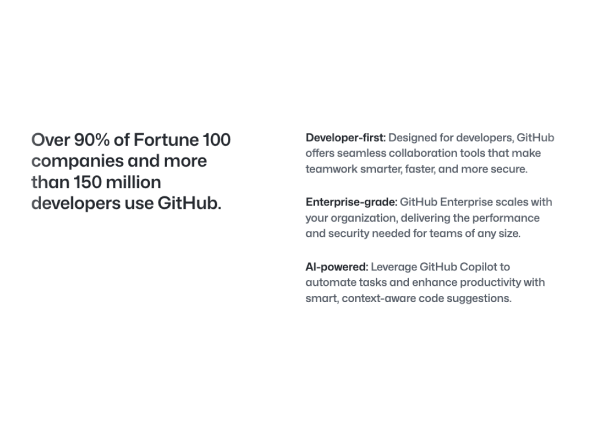 Over 90% of Fortune 100
companies and more
than 150 million
developers use GitHub.
Developer-first: Designed for developers, GitHub
offers seamless collaboration tools that make
teamwork smarter, faster, and more secure.
Enterprise-grade: GitHub Enterprise scales with
your organization, delivering the performance
and security needed for teams of any size.
AI-powered: Leverage GitHub Copilot to
automate tasks and enhance productivity with
smart, context-aware code suggestions.